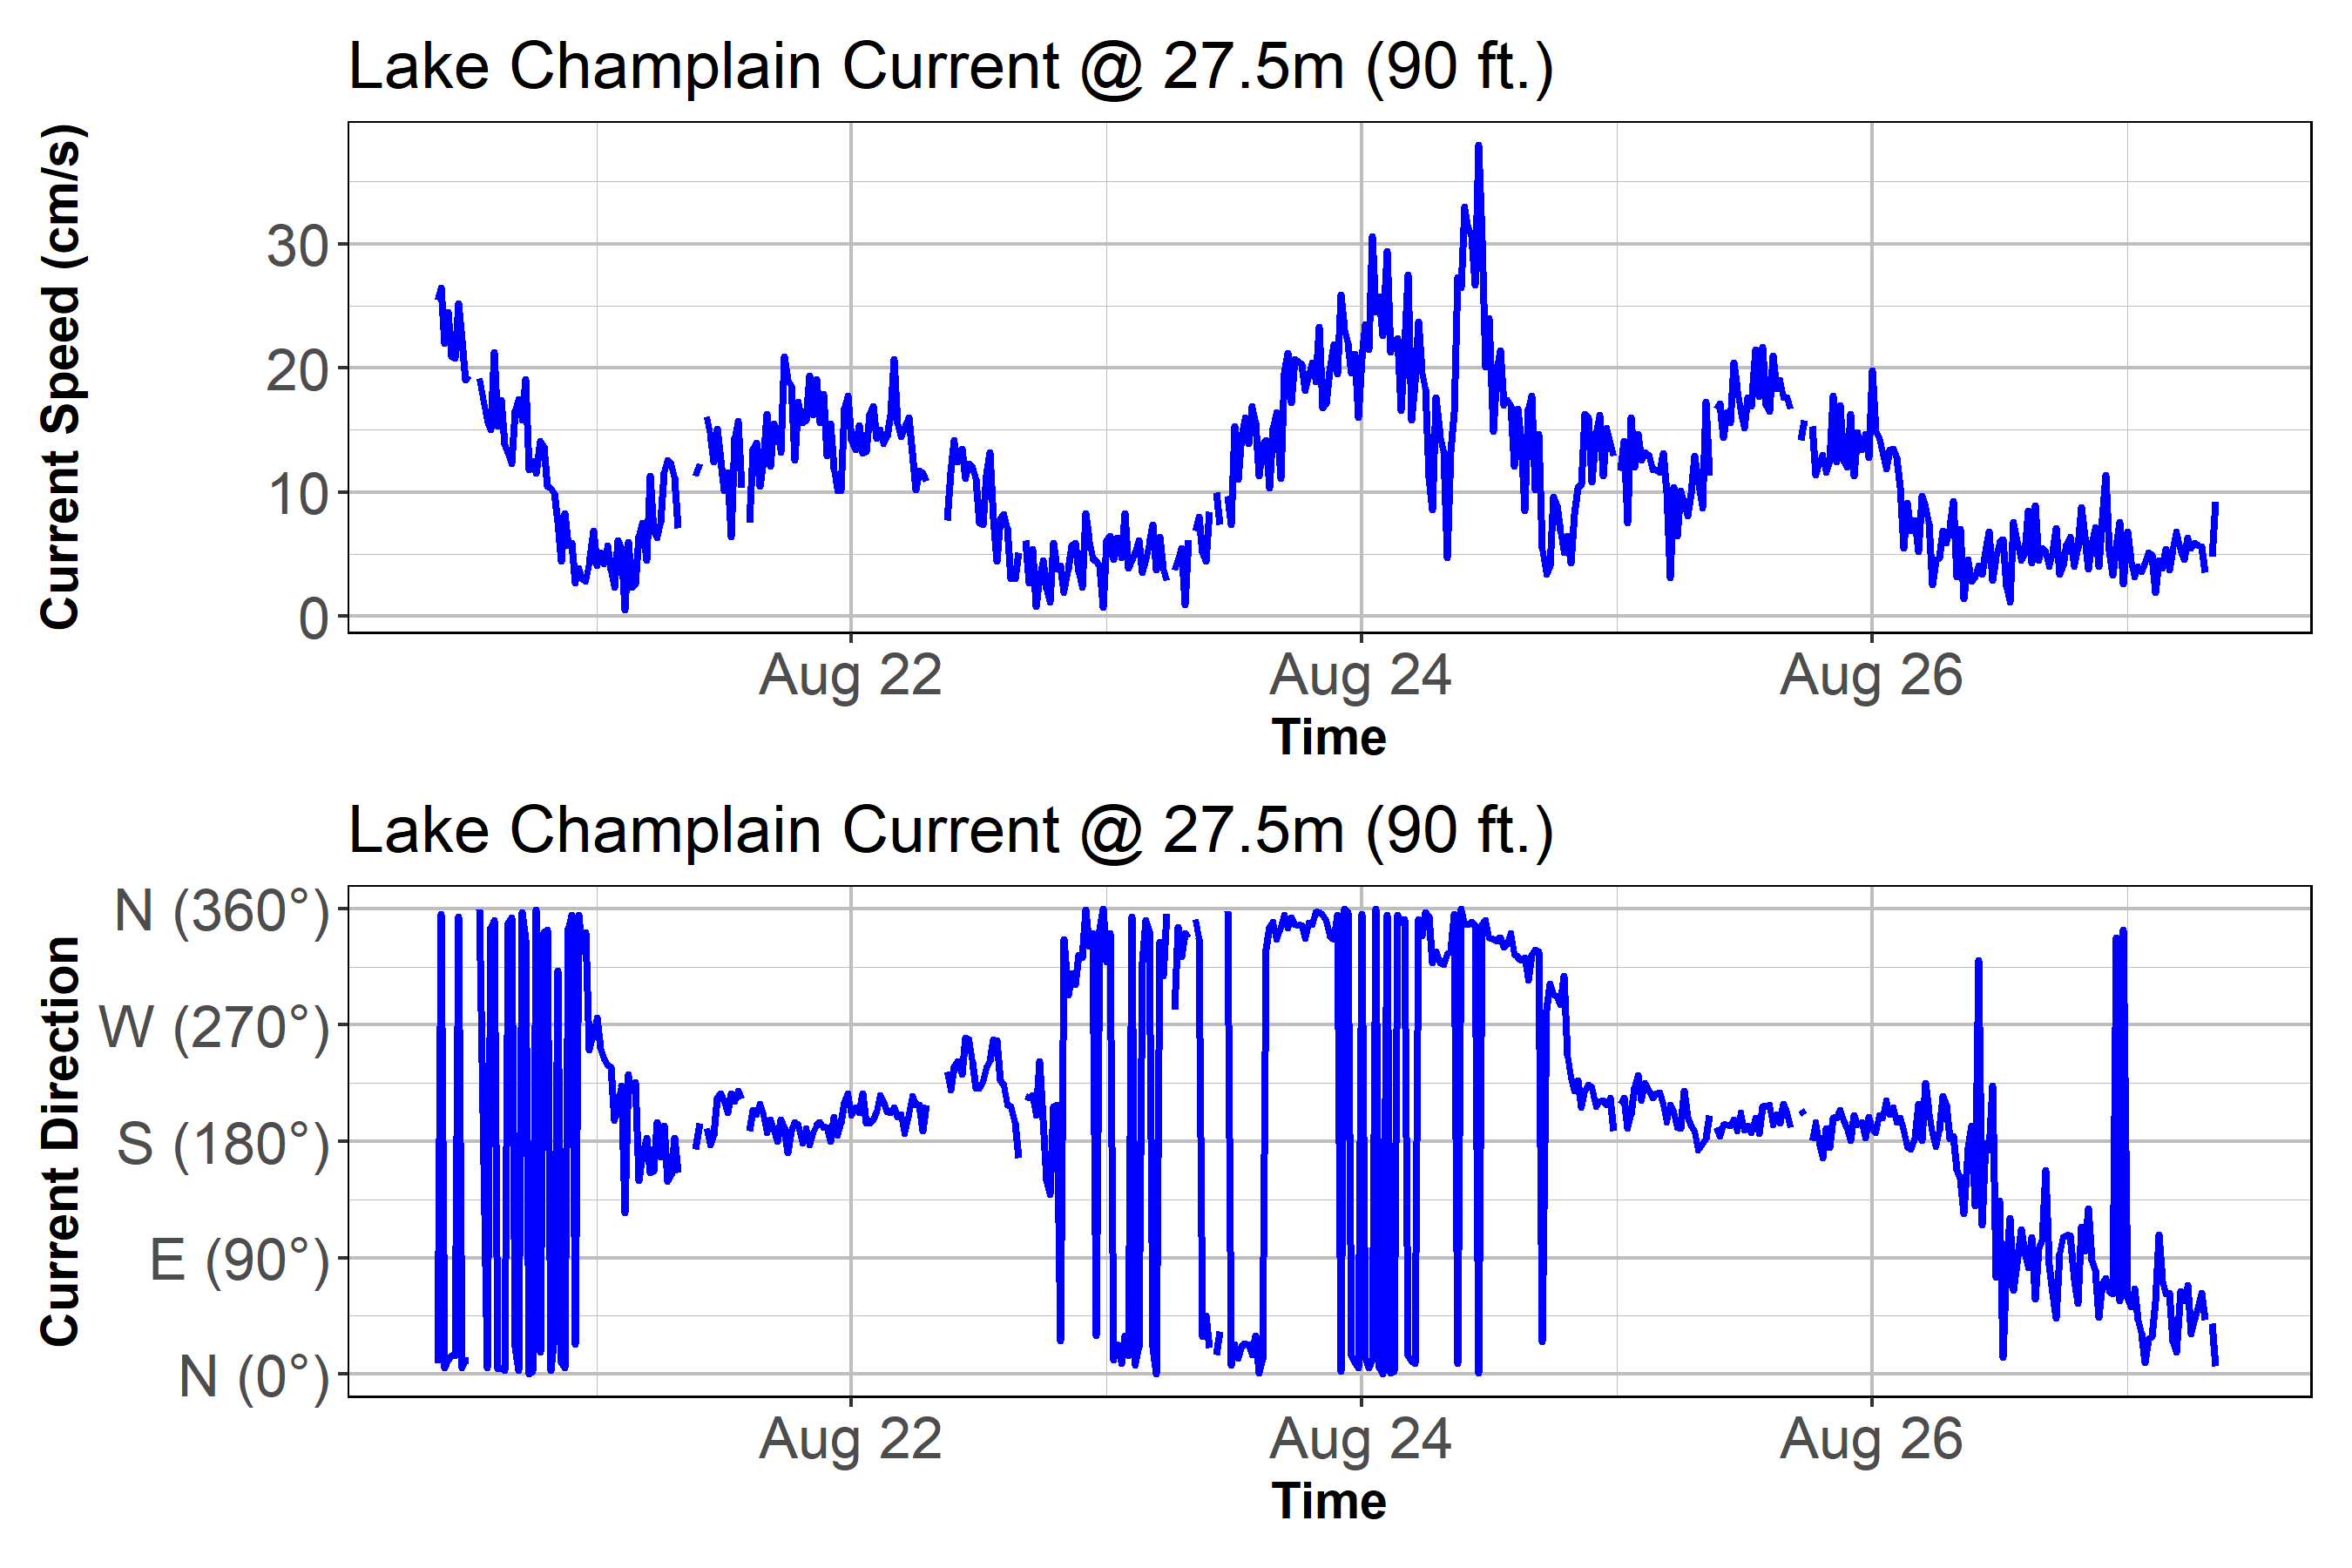 Lake Champlain Current @ 27.5m (90 ft.)
Current Speed (cm/s)
30
20
10
0
Aug 22 Aug 24 Aug 26
Time
Lake Champlain Current @ 27.5m (90 ft.)
Current Direction
N (360°)
W (270°)
S (180°)
E (90°)
N (0°)
Aug 22 Aug 24 Aug 26
Time